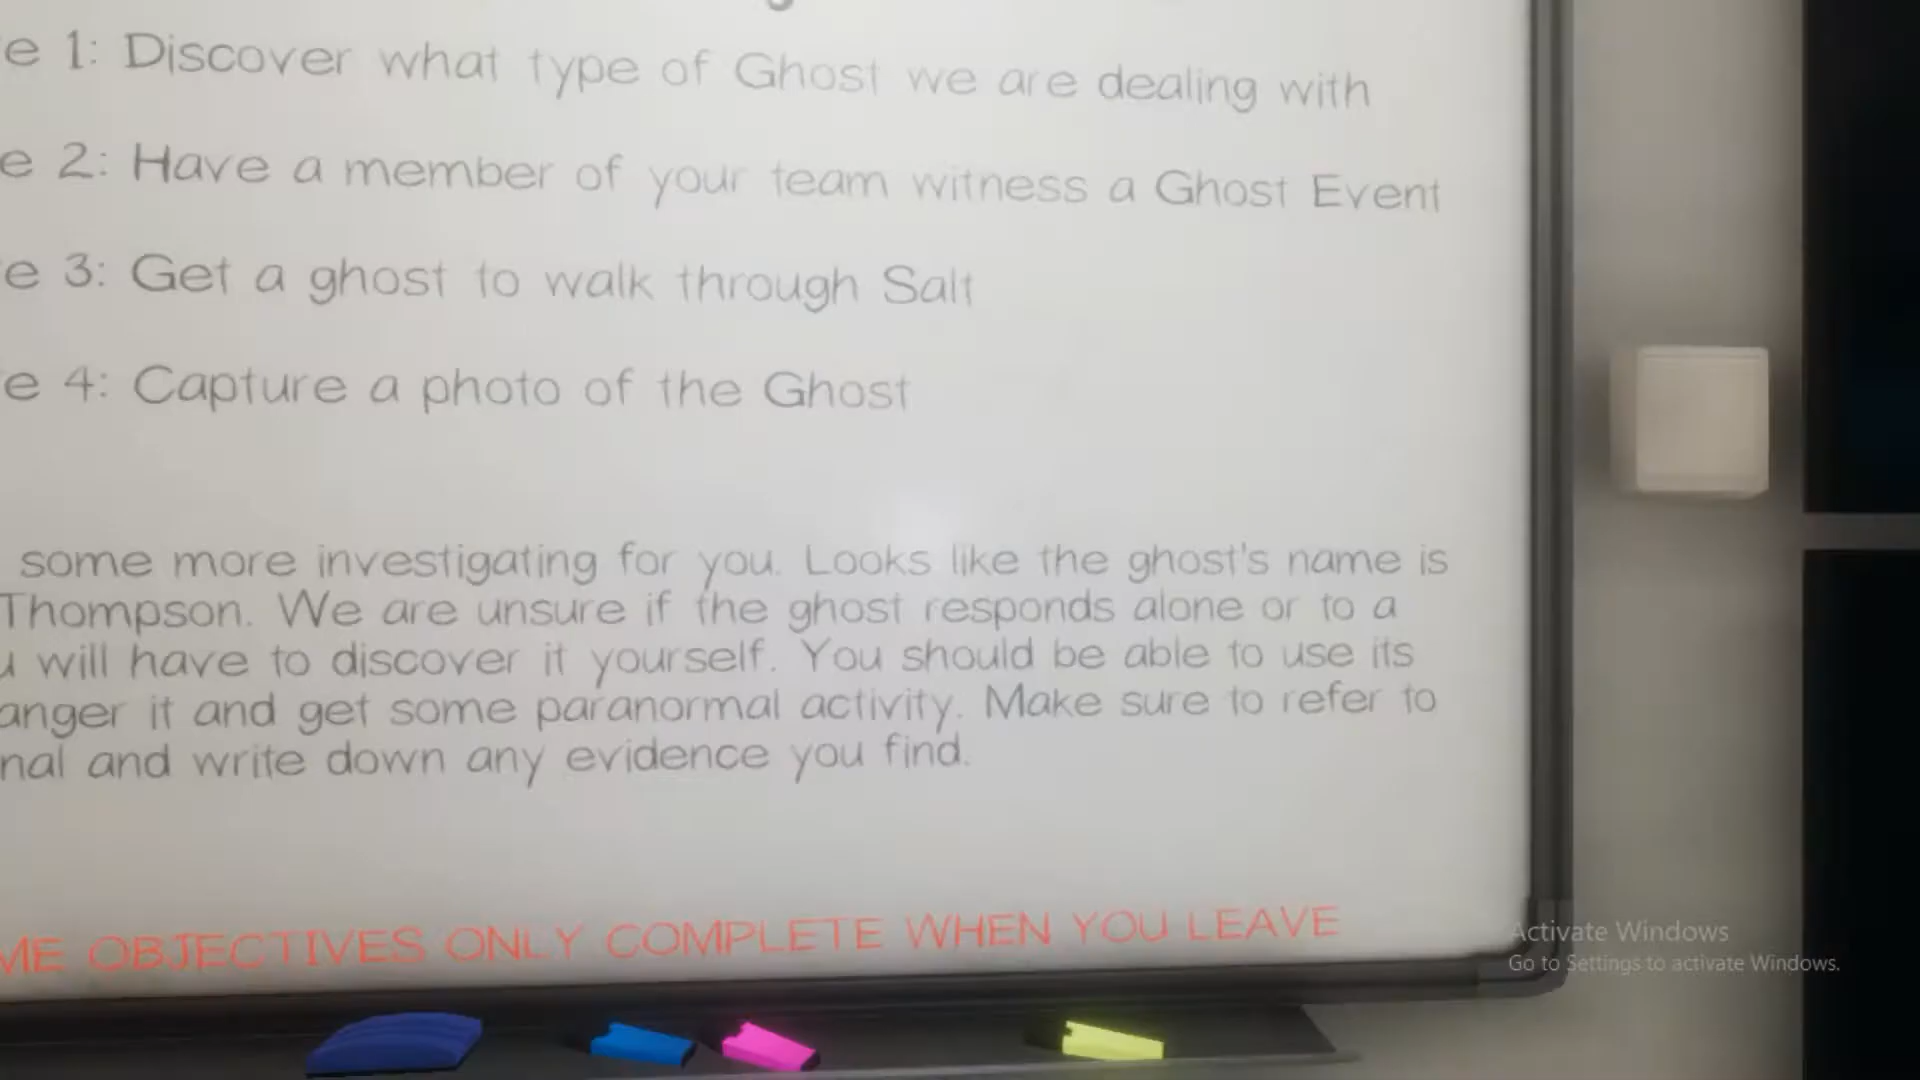 e 1: Discover what type of Ghost we are dealing with
e 2: Have a member of your team witness a Ghost Event
e 3: Get a ghost to walk through Salt
e 4: Capture a photo of the Ghost
some more investigating for you. Looks like the ghost's name is
Thompson. We are unsure if the ghost responds alone or to a
u will have to discover it yourself. You should be able to use its
anger it and get some paranormal activity. Make sure to refer to
nal and write down any evidence you find.
ME OBJECTIVES ONLY COMPLETE WHEN YOU LEAVE
Activate Windows
Go to Settings to activate Windows.